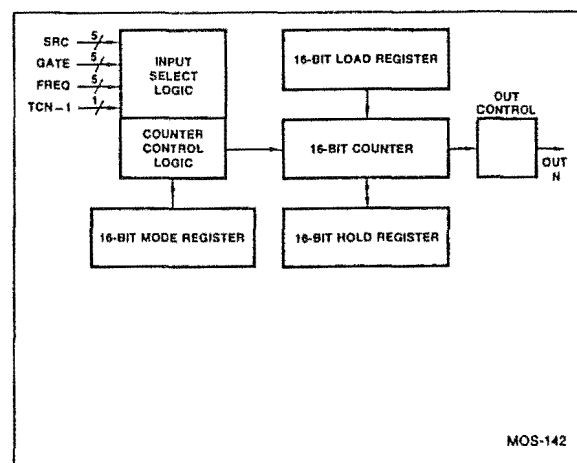 SRC 5
GATE 5
FREQ 5
TCN-1 1
INPUT
SELECT
LOGIC
COUNTER
CONTROL
LOGIC
16-BIT MODE REGISTER
16-BIT LOAD REGISTER
16-BIT COUNTER
16-BIT HOLD REGISTER
OUT
CONTROL
OUT
N
MOS-142